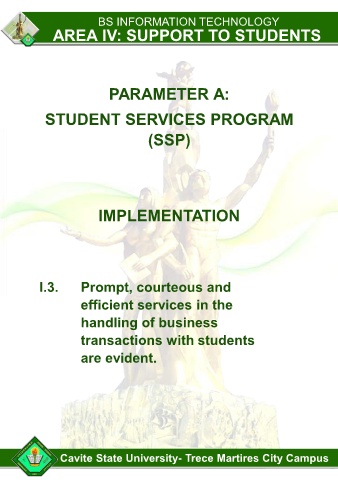 BS INFORMATION TECHNOLOGY
AREA IV: SUPPORT TO STUDENTS
PARAMETER A:
STUDENT SERVICES PROGRAM
(SSP)
IMPLEMENTATION
I.3. Prompt, courteous and
efficient services in the
handling of business
transactions with students
are evident.
Cavite State University- Trece Martires City Campus